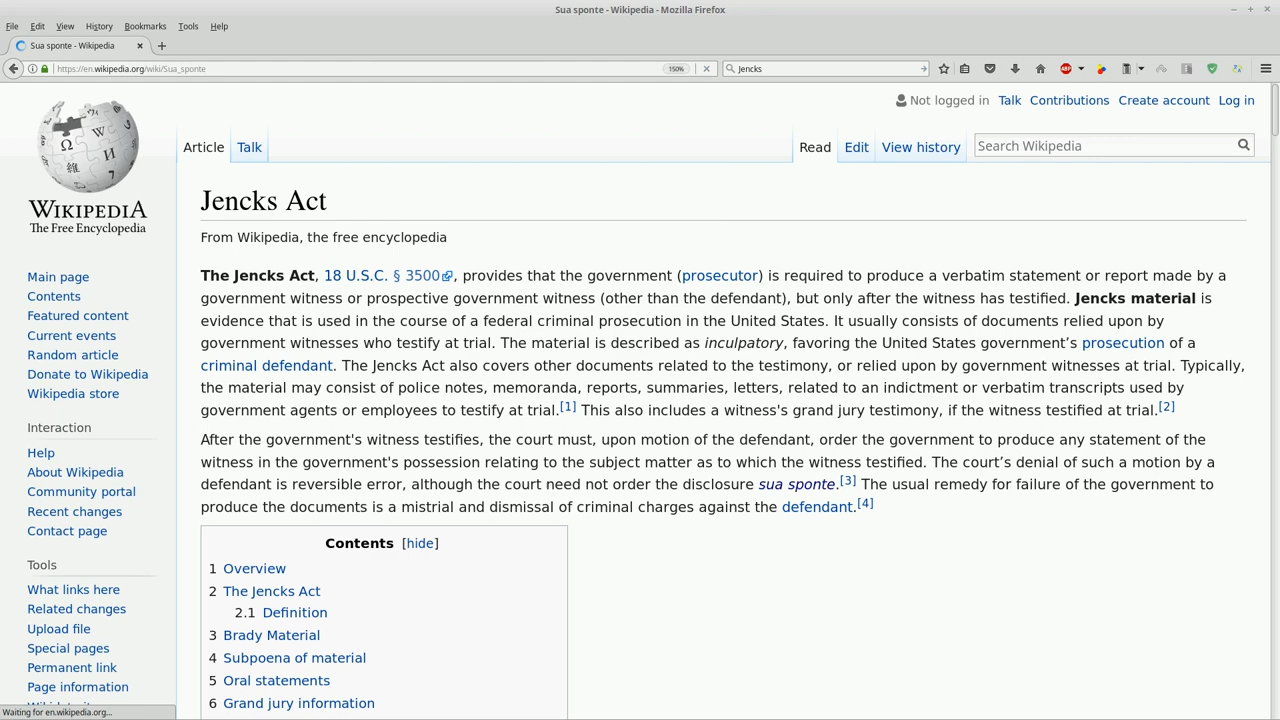 Sua sponte - Wikipedia - Mozilla Firefox
File Edit View History Bookmarks Tools Help
Sua sponte - Wikipedia
https://en.wikipedia.org/wiki/Sua_sponte 150% Jencks
Not logged in Talk Contributions Create account Log in
Article Talk Read Edit View history Search Wikipedia
WIKIPEDIA
The Free Encyclopedia
Main page
Contents
Featured content
Current events
Random article
Donate to Wikipedia
Wikipedia store
Interaction
Help
About Wikipedia
Community portal
Recent changes
Contact page
Tools
What links here
Related changes
Upload file
Special pages
Permanent link
Page information
Waiting for en.wikipedia.org...
Jencks Act
From Wikipedia, the free encyclopedia
The Jencks Act, 18 U.S.C. § 3500, provides that the government (prosecutor) is required to produce a verbatim statement or report made by a
government witness or prospective government witness (other than the defendant), but only after the witness has testified. Jencks material is
evidence that is used in the course of a federal criminal prosecution in the United States. It usually consists of documents relied upon by
government witnesses who testify at trial. The material is described as inculpatory, favoring the United States government’s prosecution of a
criminal defendant. The Jencks Act also covers other documents related to the testimony, or relied upon by government witnesses at trial. Typically,
the material may consist of police notes, memoranda, reports, summaries, letters, related to an indictment or verbatim transcripts used by
government agents or employees to testify at trial.[1] This also includes a witness's grand jury testimony, if the witness testified at trial.[2]
After the government's witness testifies, the court must, upon motion of the defendant, order the government to produce any statement of the
witness in the government's possession relating to the subject matter as to which the witness testified. The court’s denial of such a motion by a
defendant is reversible error, although the court need not order the disclosure sua sponte.[3] The usual remedy for failure of the government to
produce the documents is a mistrial and dismissal of criminal charges against the defendant.[4]
Contents [hide]
1 Overview
2 The Jencks Act
2.1 Definition
3 Brady Material
4 Subpoena of material
5 Oral statements
6 Grand jury information